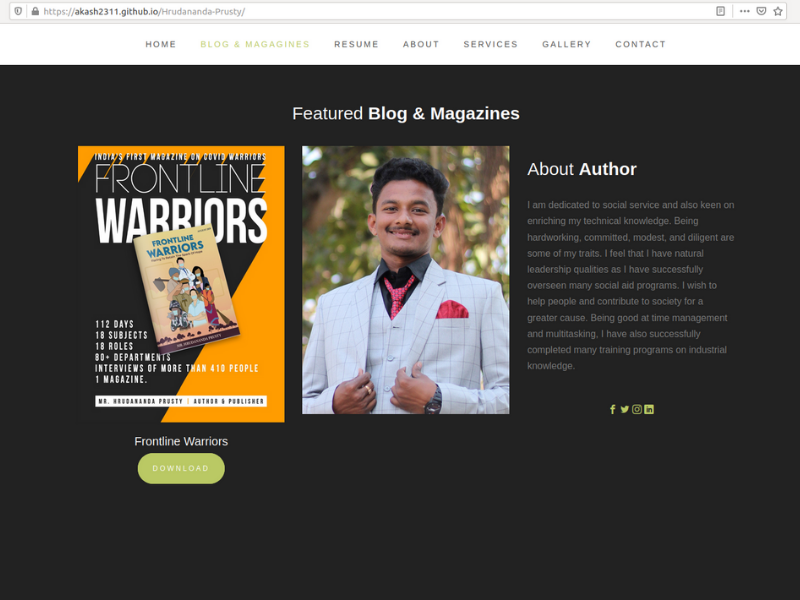 https://akash2311.github.io/Hrudananda-Prusty/
HOME BLOG & MAGAGINES RESUME ABOUT SERVICES GALLERY CONTACT
Featured Blog & Magazines
INDIA'S FIRST MAGAZINE ON COVID WARRIORS
FRONTLINE
WARRIORS
FRONTLINE
WARRIORS
112 DAYS
18 SUBJECTS
18 ROLES
80+ DEPARTMENTS
INTERVIEWS OF MORE THAN 410 PEOPLE
1 MAGAZINE.
MR. HRUDANANDA PRUSTY | AUTHOR & PUBLISHER
Frontline Warriors
DOWNLOAD
About Author
I am dedicated to social service and also keen on
enriching my technical knowledge. Being
hardworking, committed, modest, and diligent are
some of my traits. I feel that I have natural
leadership qualities as I have successfully
overseen many social aid programs. I wish to
help people and contribute to society for a
greater cause. Being good at time management
and multitasking, I have also successfully
completed many training programs on industrial
knowledge.